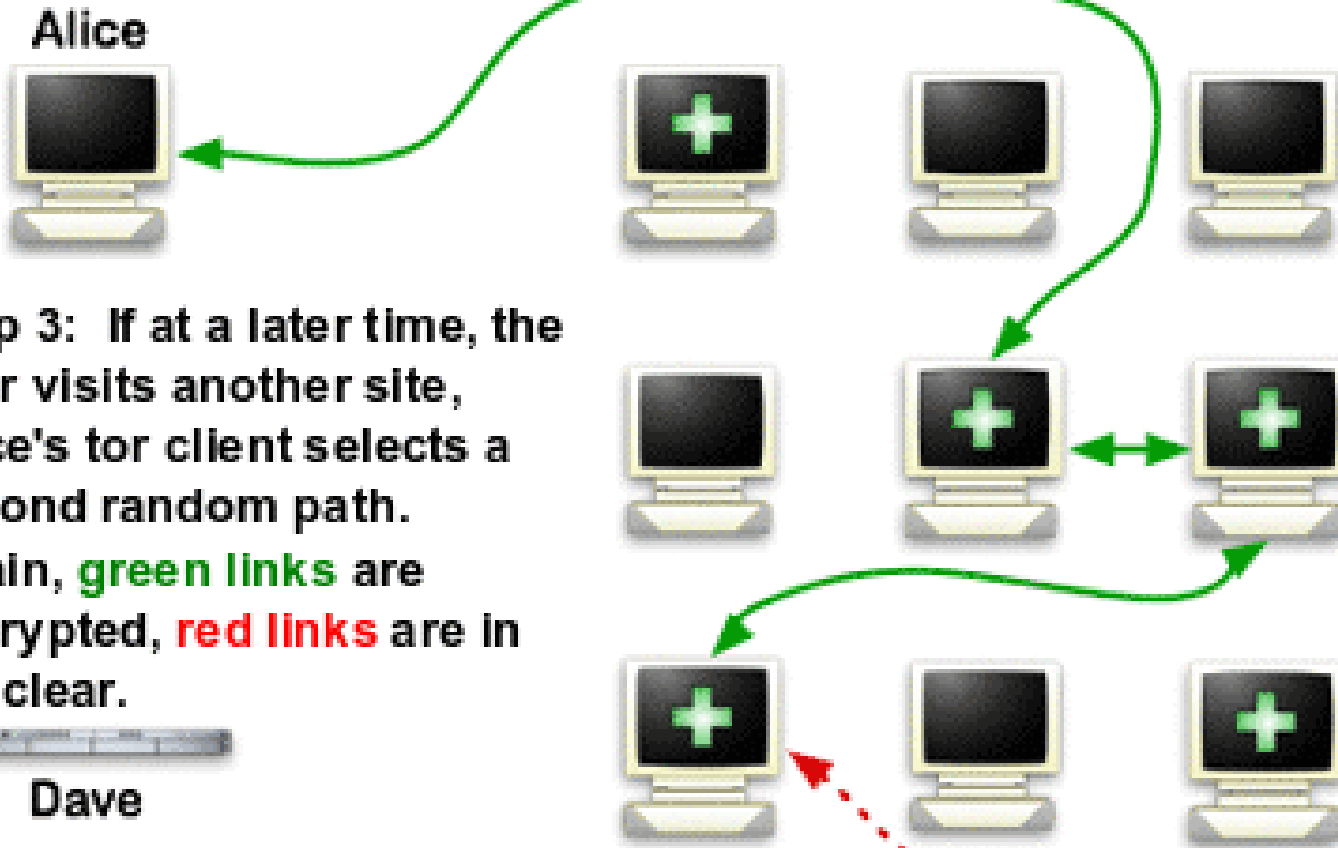 Alice
p 3: If at a later time, the
r visits another site,
ce's tor client selects a
ond random path.
ain, green links are
rypted, red links are in
clear.
Dave